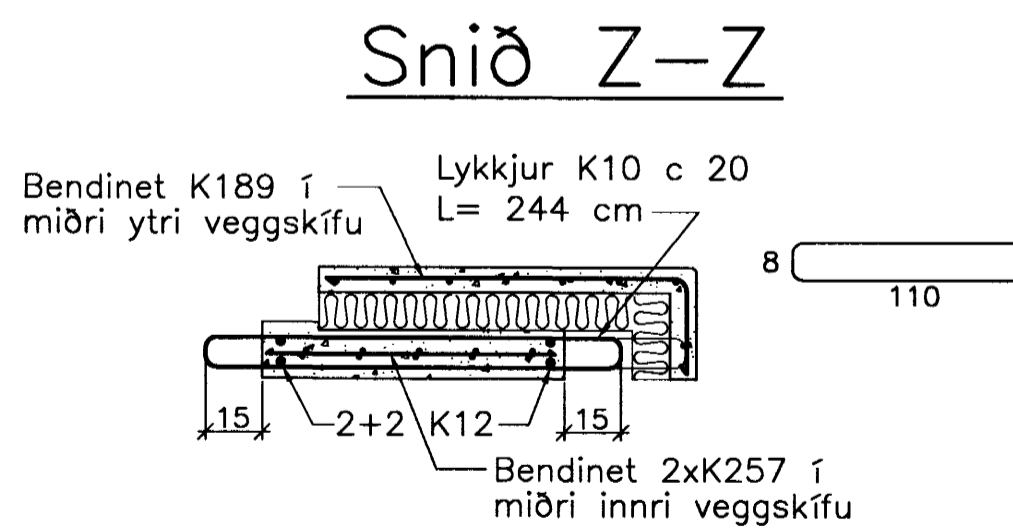 Snið Z-Z
Bendinet K189 í
miðri ytri veggskífu
Lykkjur K10 c 20
L= 244 cm
8
110
15
2+2 K12
15
Bendinet 2xK257 í
miðri innri veggskífu